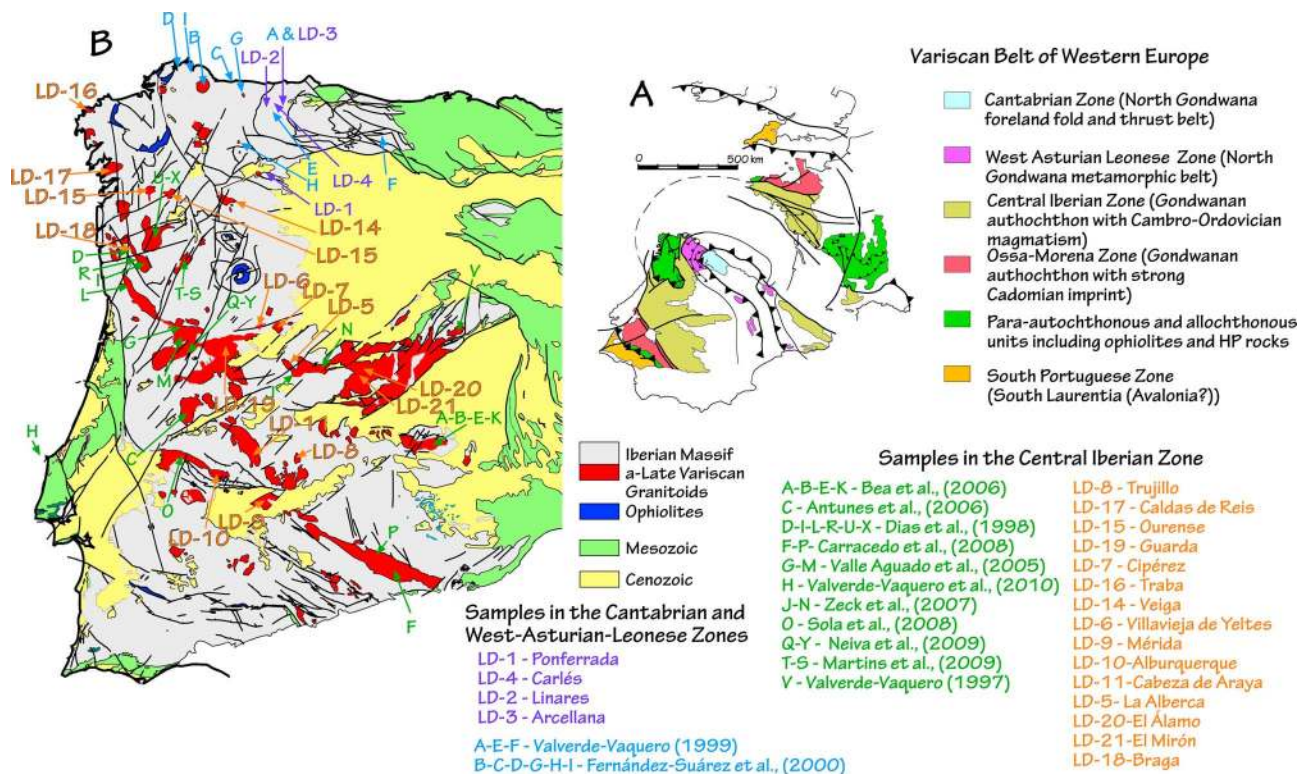 B
D
I
B
C
G
A & LD-3
LD-2
LD-16
LD-17
U-X
LD-15
LD-18
D
R
I
L
T-S
Q-Y
G
M
E
H
LD-4
F
LD-1
LD-14
LD-15
LD-6
LD-7
LD-5
N
V
LD-20
LD-21
A-B-E-K
LD-19
LD-11
LD-8
H
C
O
LD-9
LD-10
P
F
A
0 500 km
Variscan Belt of Western Europe
Cantabrian Zone (North Gondwana
foreland fold and thrust belt)
West Asturian Leonese Zone (North
Gondwana metamorphic belt)
Central Iberian Zone (Gondwanan
authochthon with Cambro-Ordovician
magmatism)
Ossa-Morena Zone (Gondwanan
authochthon with strong
Cadomian imprint)
Para-autochthonous and allochthonous
units including ophiolites and HP rocks
South Portuguese Zone
(South Laurentia (Avalonia?))
Iberian Massif
a-Late Variscan
Granitoids
Ophiolites
Mesozoic
Cenozoic
Samples in the Cantabrian and
West-Asturian-Leonese Zones
LD-1 - Ponferrada
LD-4 - Carlés
LD-2 - Linares
LD-3 - Arcellana
A-E-F - Valverde-Vaquero (1999)
B-C-D-G-H-I - Fernández-Suárez et al., (2000)
Samples in the Central Iberian Zone
A-B-E-K - Bea et al., (2006)
C - Antunes et al., (2006)
D-I-L-R-U-X - Dias et al., (1998)
F-P- Carracedo et al., (2008)
G-M - Valle Aguado et al., (2005)
H - Valverde-Vaquero et al., (2010)
J-N - Zeck et al., (2007)
O - Sola et al., (2008)
Q-Y - Neiva et al., (2009)
T-S - Martins et al., (2009)
V - Valverde-Vaquero (1997)
LD-8 - Trujillo
LD-17 - Caldas de Reis
LD-15 - Ourense
LD-19 - Guarda
LD-7 - Cipérez
LD-16 - Traba
LD-14 - Veiga
LD-6 - Villavieja de Yeltes
LD-9 - Mérida
LD-10-Alburquerque
LD-11-Cabeza de Araya
LD-5 - La Alberca
LD-20-El Álamo
LD-21-El Mirón
LD-18-Braga